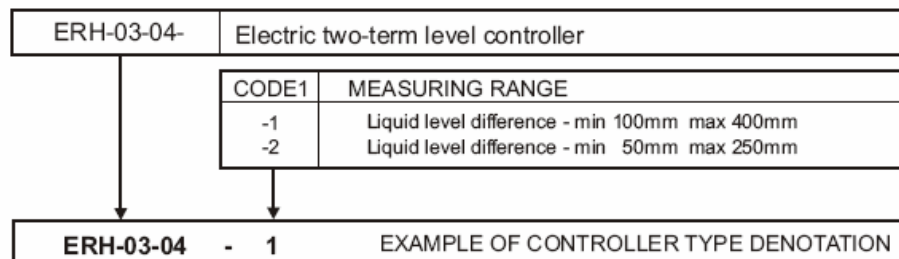 ERH-03-04- Electric two-term level controller
CODE1 MEASURING RANGE
-1 Liquid level difference - min 100mm max 400mm
-2 Liquid level difference - min 50mm max 250mm
ERH-03-04 - 1 EXAMPLE OF CONTROLLER TYPE DENOTATION